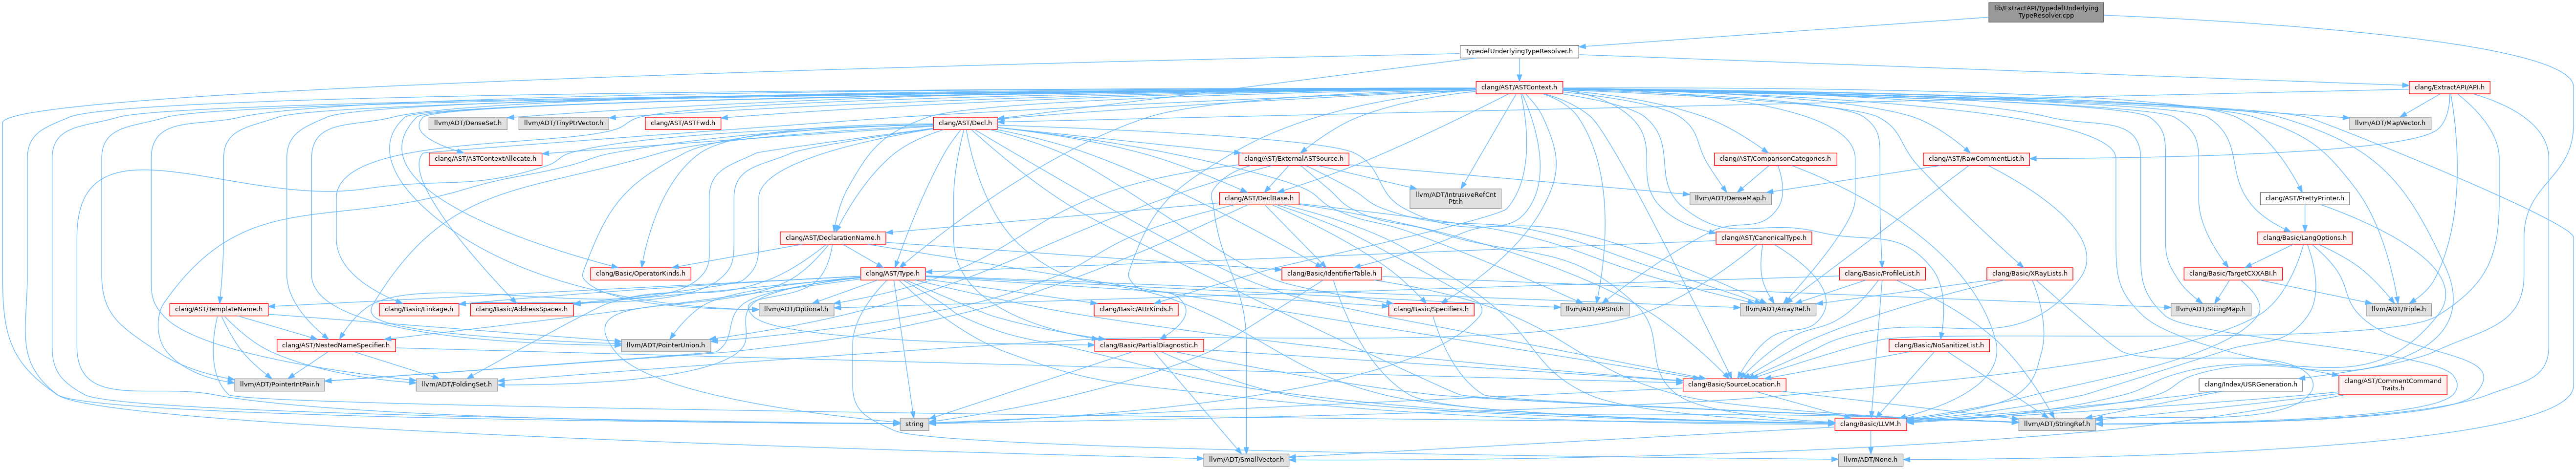 lib/ExtractAPI/TypedefUnderlying
TypeResolver.cpp
TypedefUnderlyingTypeResolver.h
clang/AST/ASTContext.h
clang/ExtractAPI/API.h
llvm/ADT/DenseSet.h
llvm/ADT/TinyPtrVector.h
clang/AST/ASTFwd.h
clang/AST/Decl.h
llvm/ADT/MapVector.h
clang/AST/ASTContextAllocate.h
clang/AST/ExternalASTSource.h
clang/AST/ComparisonCategories.h
clang/AST/RawCommentList.h
clang/AST/DeclBase.h
llvm/ADT/IntrusiveRefCnt
Ptr.h
llvm/ADT/DenseMap.h
clang/AST/PrettyPrinter.h
clang/AST/DeclarationName.h
clang/AST/CanonicalType.h
clang/Basic/LangOptions.h
clang/Basic/OperatorKinds.h
clang/AST/Type.h
clang/Basic/IdentifierTable.h
clang/Basic/ProfileList.h
clang/Basic/XRayLists.h
clang/Basic/TargetCXXABI.h
clang/AST/TemplateName.h
clang/Basic/Linkage.h
clang/Basic/AddressSpaces.h
llvm/ADT/Optional.h
clang/Basic/AttrKinds.h
clang/Basic/Specifiers.h
llvm/ADT/APSInt.h
llvm/ADT/ArrayRef.h
llvm/ADT/StringMap.h
llvm/ADT/Triple.h
clang/AST/NestedNameSpecifier.h
llvm/ADT/PointerUnion.h
clang/Basic/PartialDiagnostic.h
clang/Basic/NoSanitizeList.h
llvm/ADT/PointerIntPair.h
llvm/ADT/FoldingSet.h
clang/Basic/SourceLocation.h
clang/Index/USRGeneration.h
clang/AST/CommentCommand
Traits.h
string
clang/Basic/LLVM.h
llvm/ADT/StringRef.h
llvm/ADT/SmallVector.h
llvm/ADT/None.h